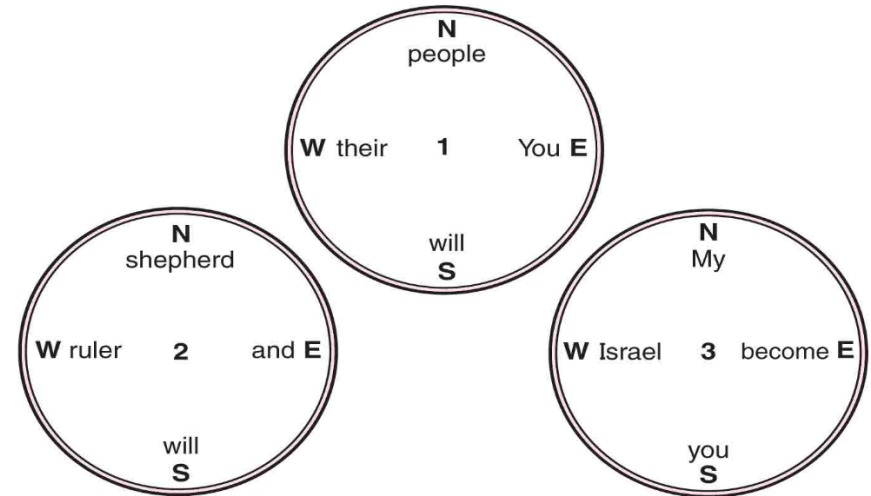 N
people
W their 1 You E
will
S
N
shepherd
W ruler 2 and E
will
S
N
My
W Israel 3 become E
you
S